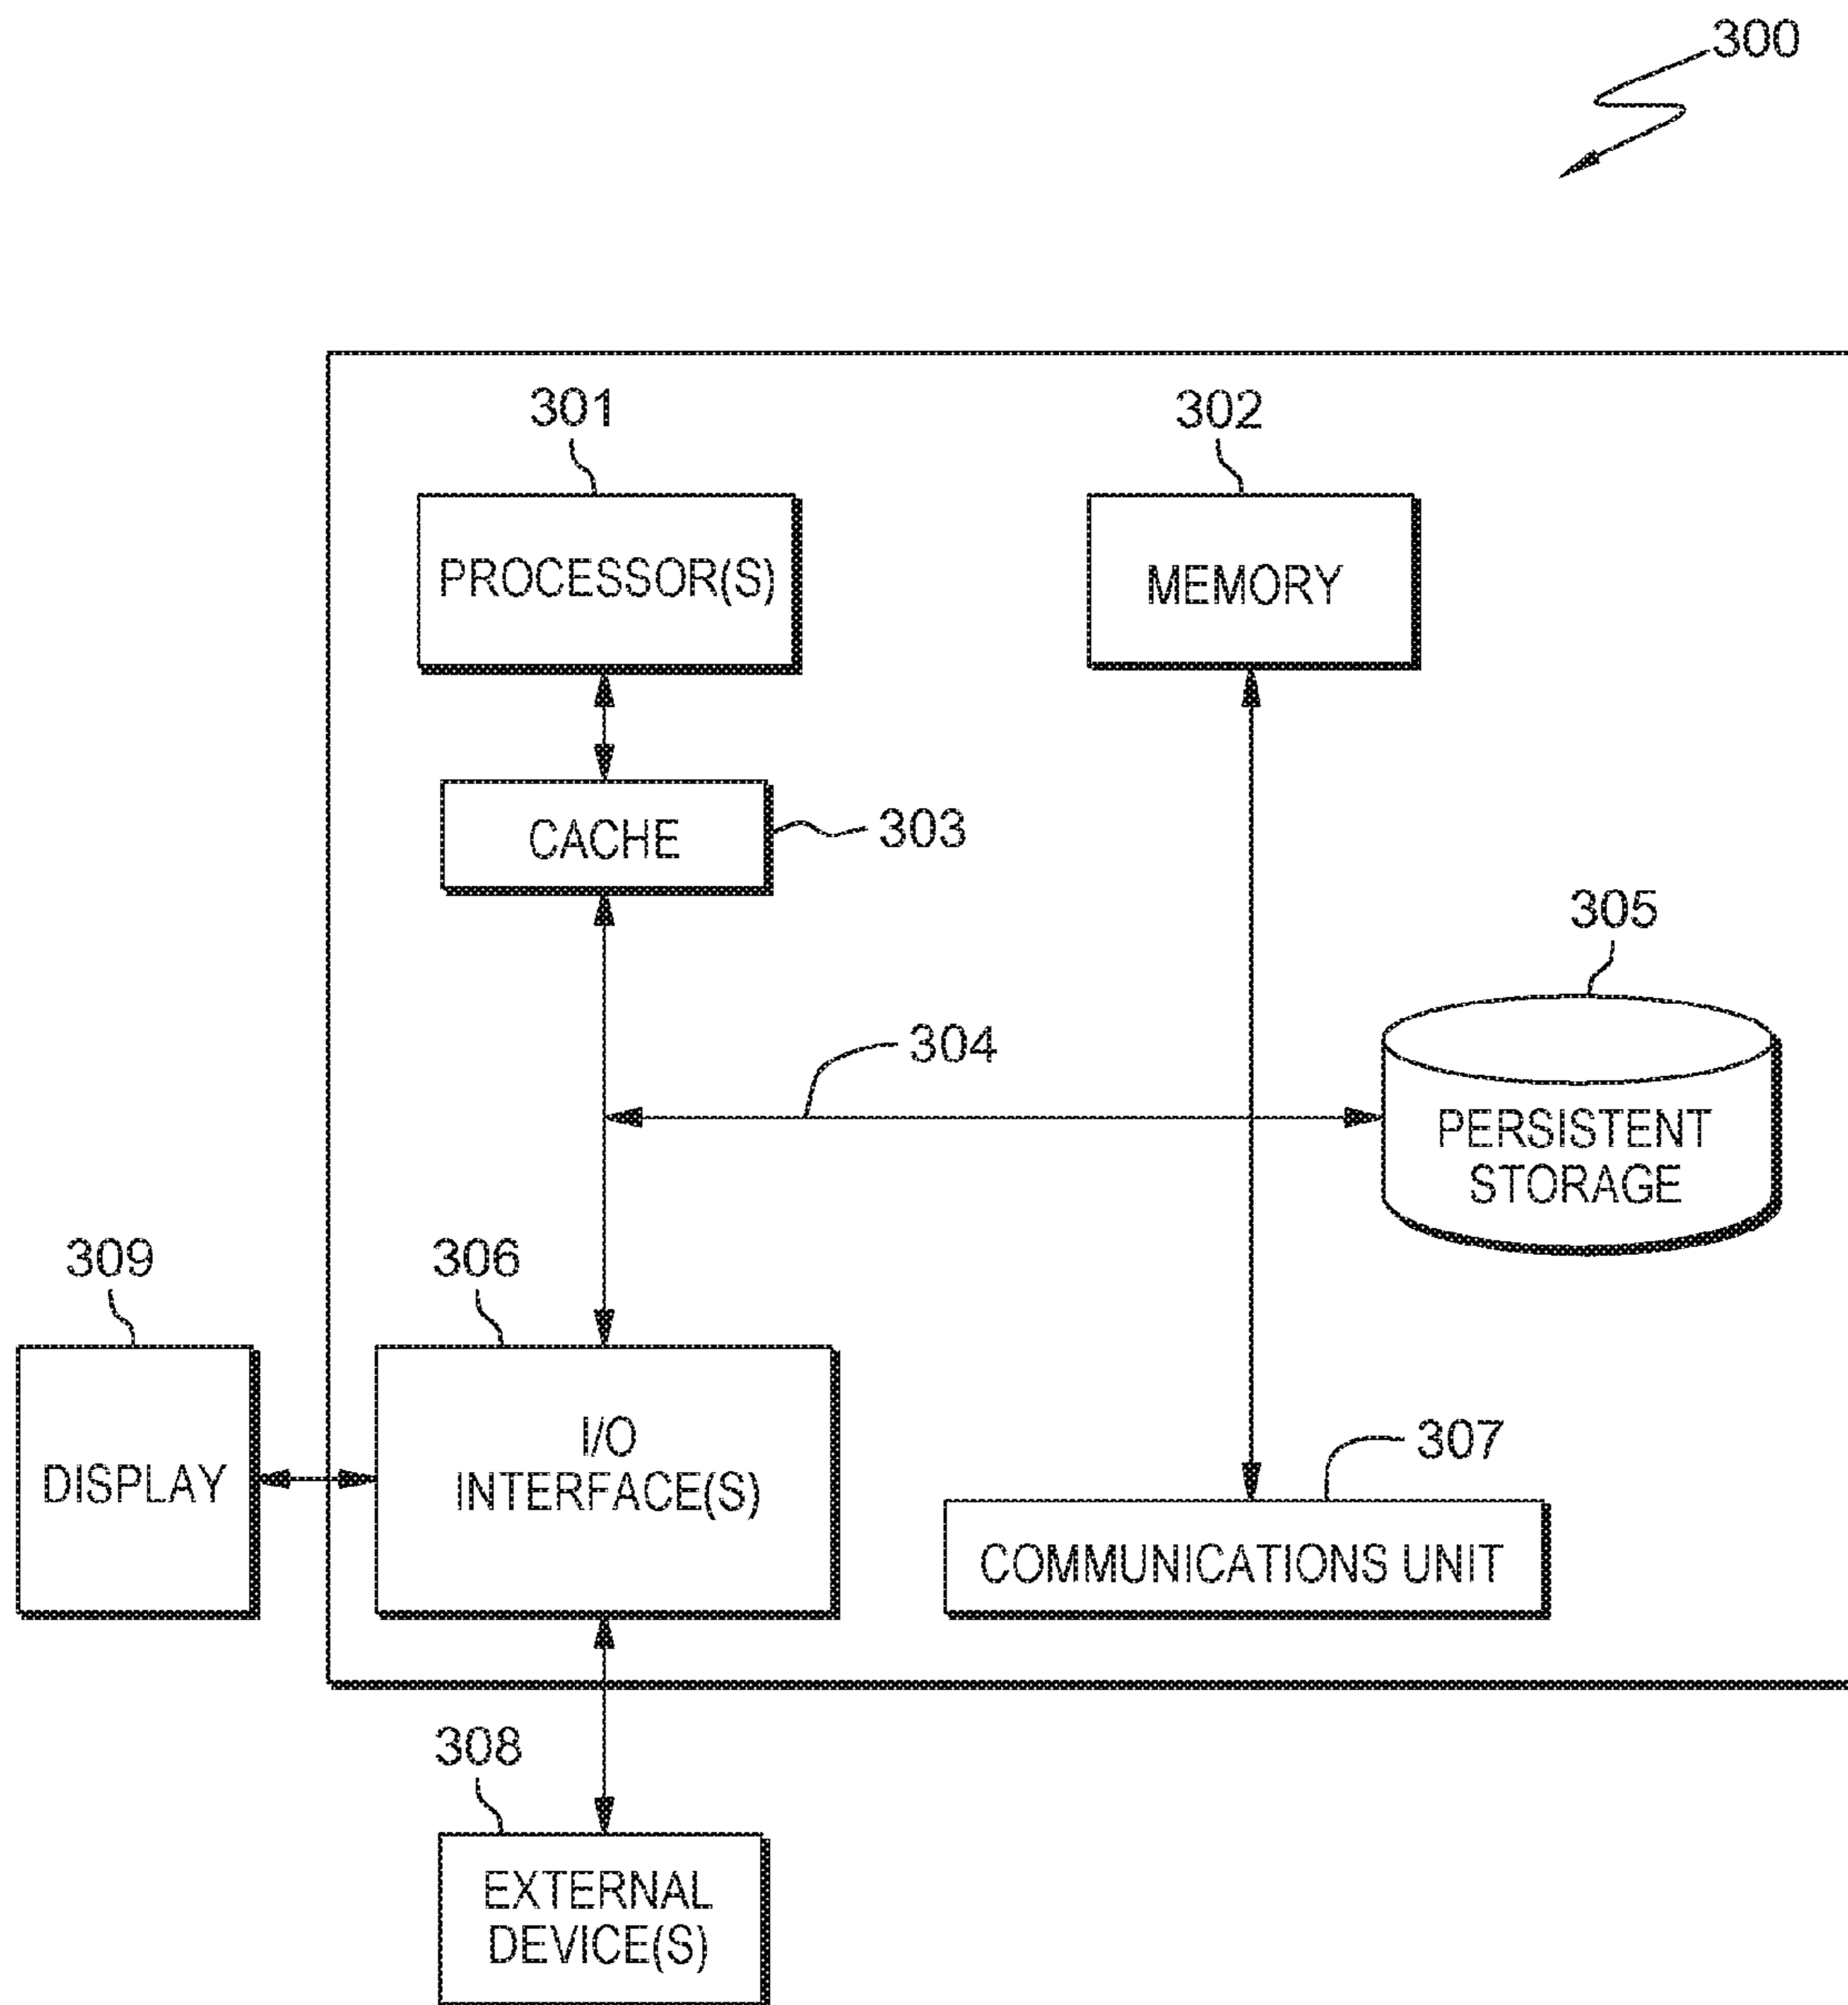 300
301
302
PROCESSOR(S)
MEMORY
CACHE
303
305
304
PERSISTENT
STORAGE
309
306
I/O
INTERFACE(S)
DISPLAY
307
COMMUNICATIONS UNIT
308
EXTERNAL
DEVICE(S)